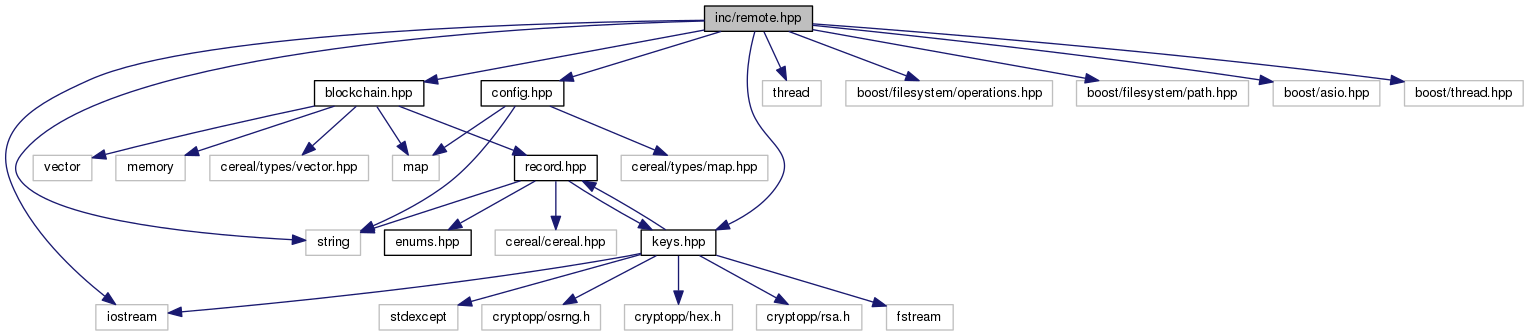 inc/remote.hpp
blockchain.hpp
config.hpp
thread
boost/filesystem/operations.hpp
boost/filesystem/path.hpp
boost/asio.hpp
boost/thread.hpp
vector
memory
cereal/types/vector.hpp
map
record.hpp
cereal/types/map.hpp
string
enums.hpp
cereal/cereal.hpp
keys.hpp
iostream
stdexcept
cryptopp/osrng.h
cryptopp/hex.h
cryptopp/rsa.h
fstream